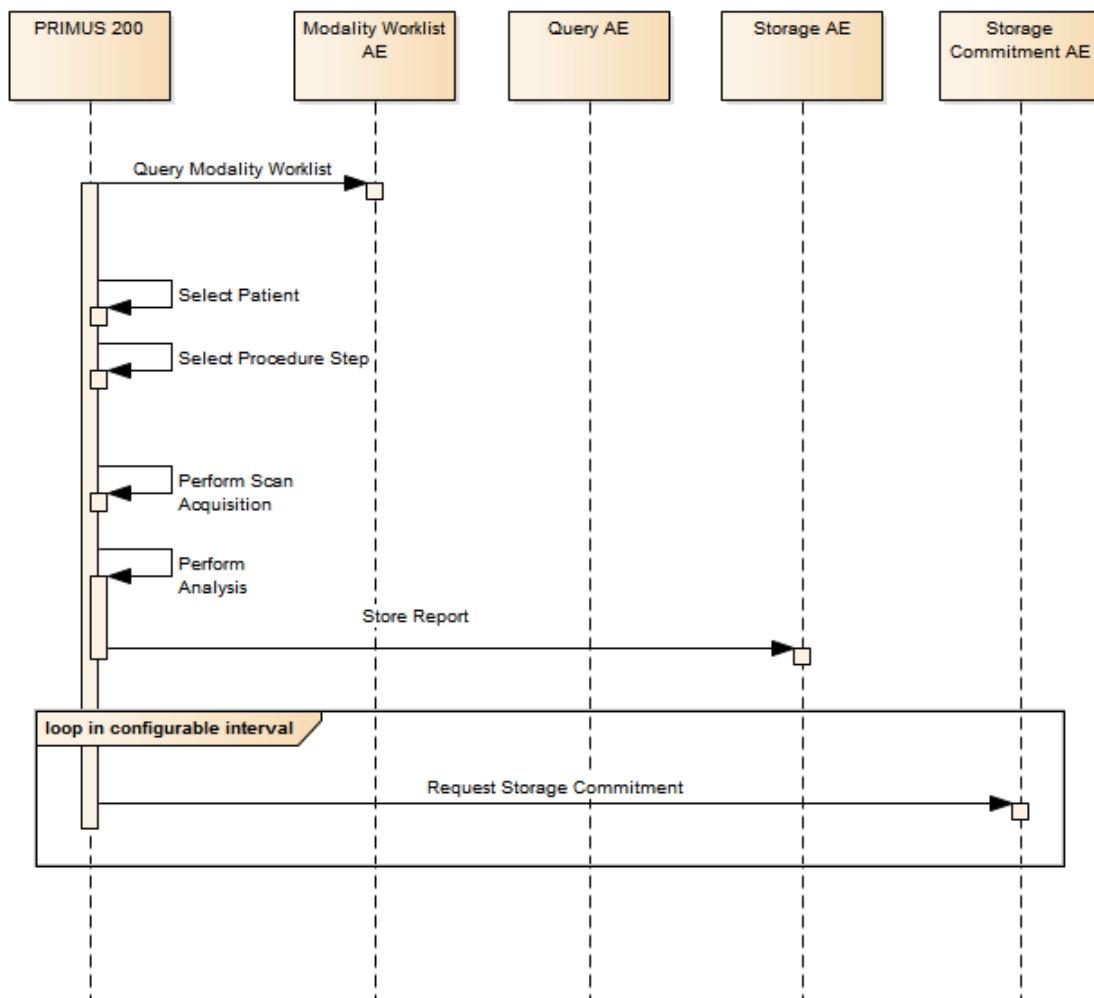 PRIMUS 200
Modality Worklist
AE
Query AE
Storage AE
Storage
Commitment AE
Query Modality Worklist
Select Patient
Select Procedure Step
Perform Scan
Acquisition
Perform
Analysis
Store Report
loop in configurable interval
Request Storage Commitment